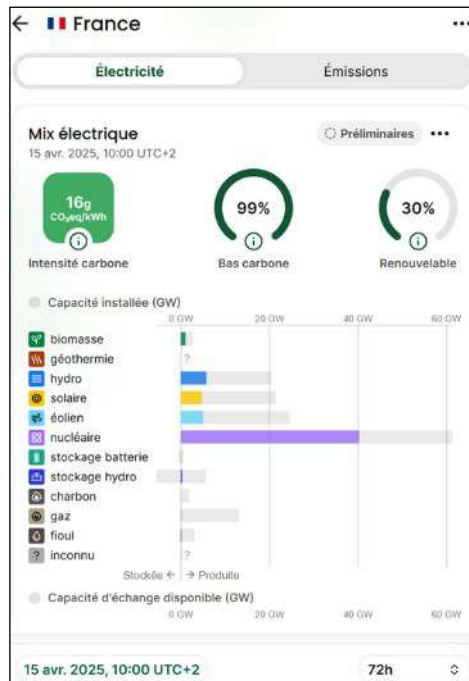 ← France ...
Électricité Émissions
Mix électrique Préliminaires ...
15 avr. 2025, 10:00 UTC+2
16g 99% 30%
CO₂eq/kWh
Intensité carbone Bas carbone Renouvelable
Capacité installée (GW)
0 GW 20 GW 40 GW 60 GW
biomasse
géothermie ?
hydro
solaire
éolien
nucléaire
stockage batterie
stockage hydro
charbon
gaz
fioul
? inconnu ?
Stockée ← → Produite
Capacité d'échange disponible (GW)
0 GW 20 GW 40 GW 60 GW
15 avr. 2025, 10:00 UTC+2 72h